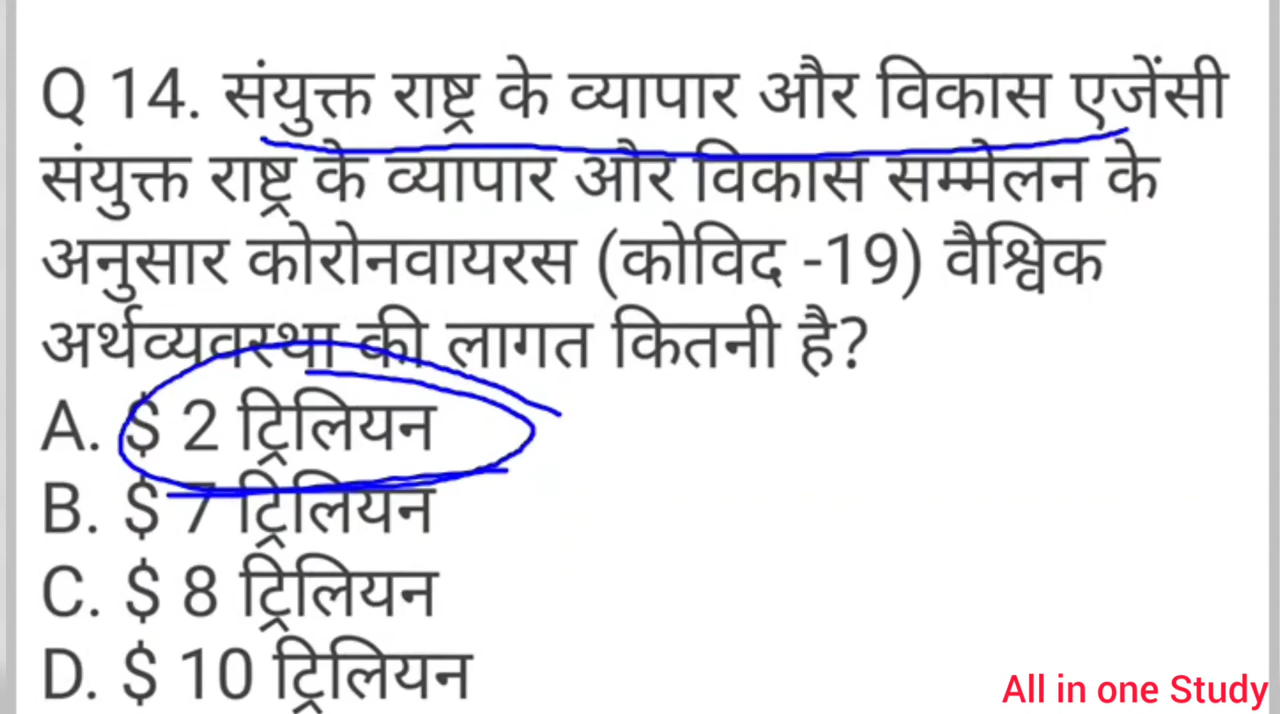 Q 14. संयुक्त राष्ट्र के व्यापार और विकास एजेंसी
संयुक्त राष्ट्र के व्यापार और विकास सम्मेलन के
अनुसार कोरोनवायरस (कोविद -19) वैश्विक
अर्थव्यवस्था की लागत कितनी है?
A. $ 2 ट्रिलियन
B. $ 7 ट्रिलियन
C. $ 8 ट्रिलियन
D. $ 10 ट्रिलियन
All in one Study